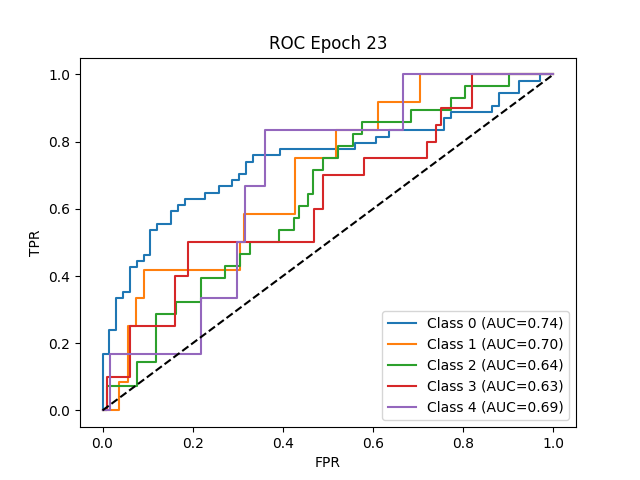 ROC Epoch 23
TPR
1.0
0.8
0.6
0.4
0.2
0.0
Class 0 (AUC=0.74)
Class 1 (AUC=0.70)
Class 2 (AUC=0.64)
Class 3 (AUC=0.63)
Class 4 (AUC=0.69)
0.0 0.2 0.4 0.6 0.8 1.0
FPR